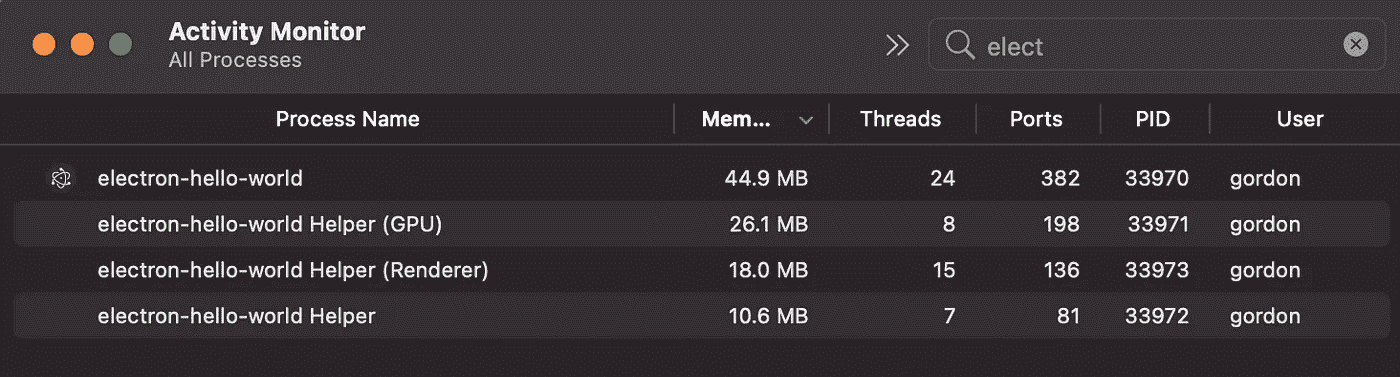 Activity Monitor
All Processes
elect
Process Name Mem... Threads Ports PID User
electron-hello-world 44.9 MB 24 382 33970 gordon
electron-hello-world Helper (GPU) 26.1 MB 8 198 33971 gordon
electron-hello-world Helper (Renderer) 18.0 MB 15 136 33973 gordon
electron-hello-world Helper 10.6 MB 7 81 33972 gordon